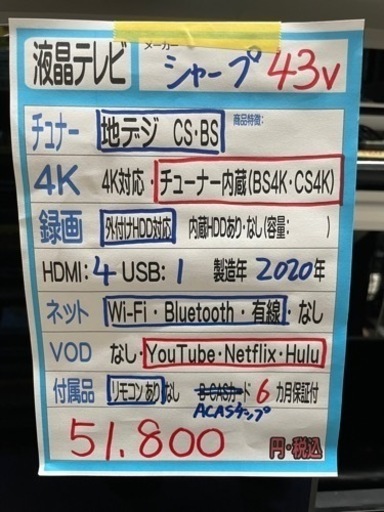 液晶テレビ メーカー シャープ 43v
チュナー 地デジ CS・BS 商品特徴:
4K 4K対応・チューナー内蔵(BS4K・CS4K)
録画 外付けHDD対応 内蔵HDDあり・なし(容量: )
HDMI:4 USB:1 製造年 2020年
ネット Wi-Fi・Bluetooth・有線・なし
VOD なし・YouTube・Netflix・Hulu
付属品 リモコンあり なし B-CASカード 6カ月保証付
ACASチップ
51.800 円・税込